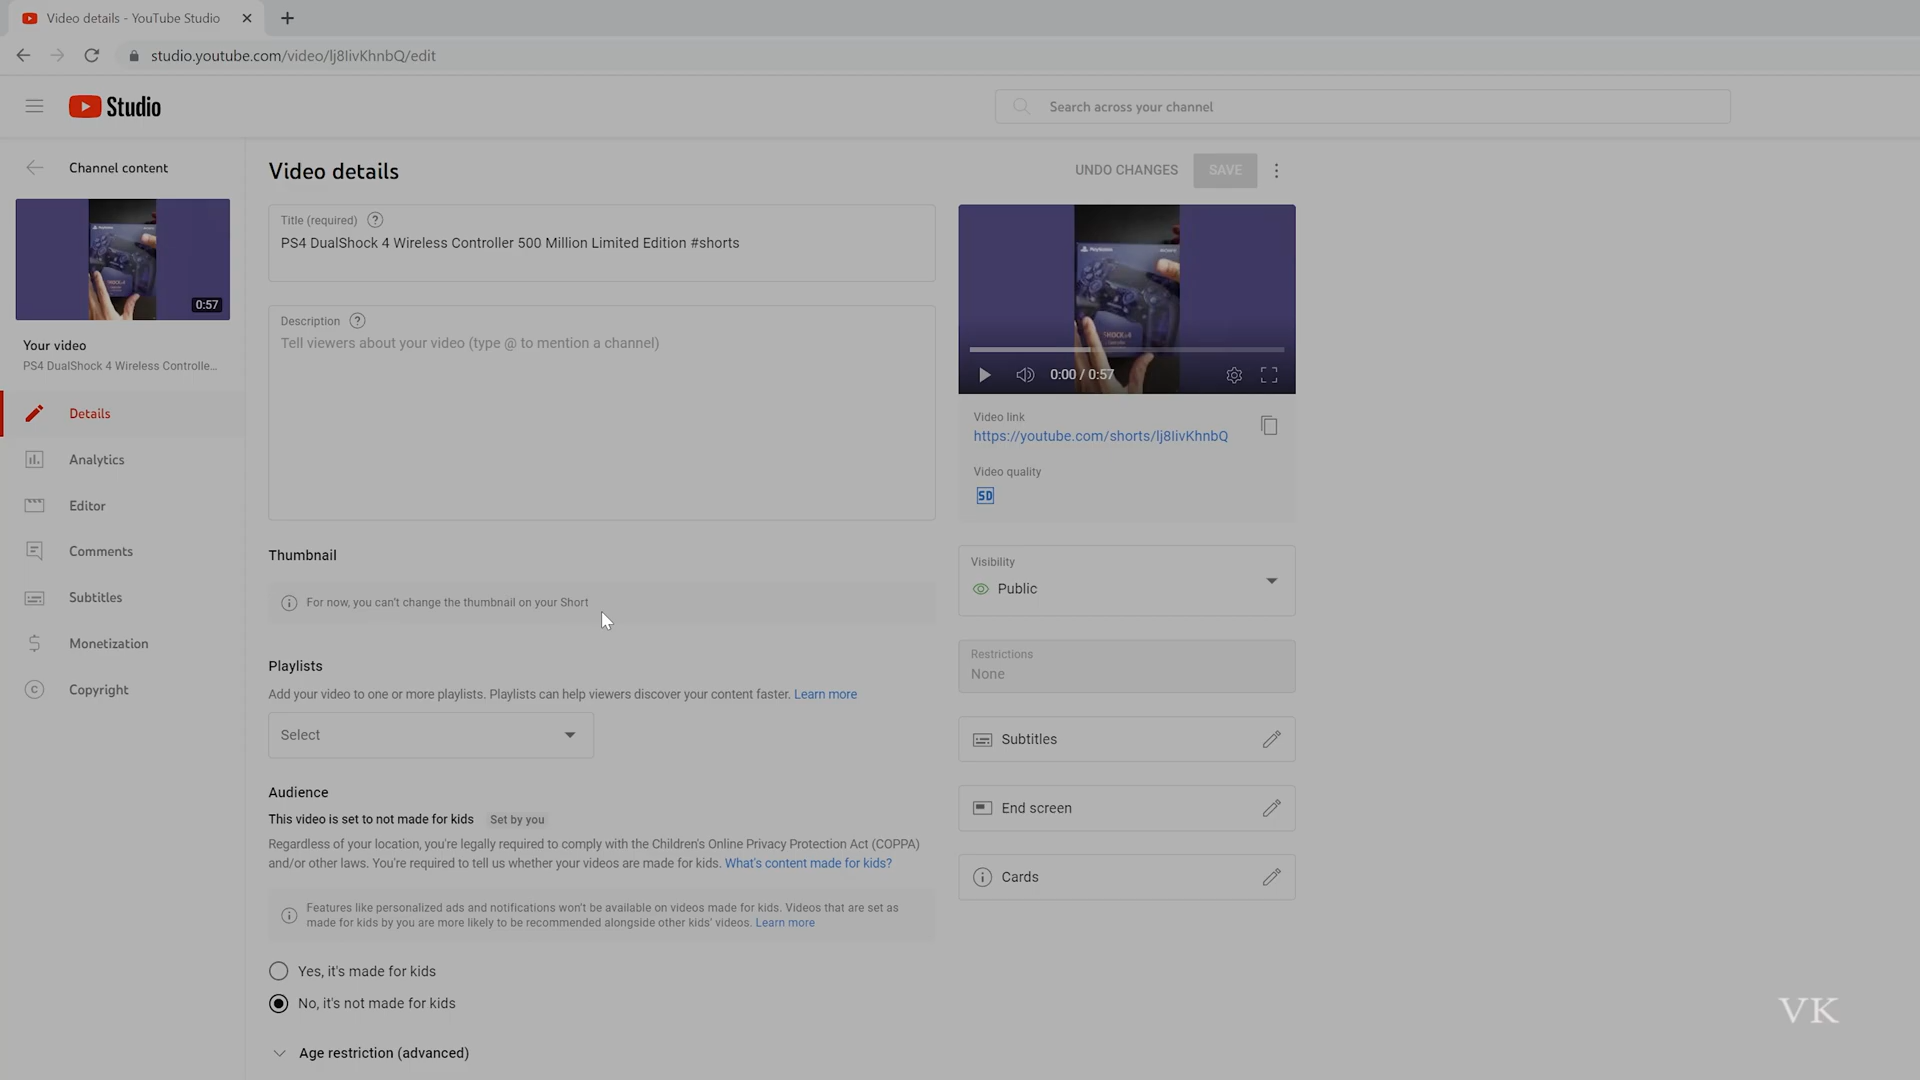 Video details - YouTube Studio
studio.youtube.com/video/lj8IivKhnbQ/edit
Studio
Search across your channel
Channel content
0:57
Your video
PS4 DualShock 4 Wireless Controlle...
Details
Analytics
Editor
Comments
Subtitles
Monetization
Copyright
Video details
UNDO CHANGES
SAVE
Title (required)
PS4 DualShock 4 Wireless Controller 500 Million Limited Edition #shorts
Description
Tell viewers about your video (type @ to mention a channel)
Thumbnail
For now, you can't change the thumbnail on your Short
Playlists
Add your video to one or more playlists. Playlists can help viewers discover your content faster. Learn more
Select
Audience
This video is set to not made for kids Set by you
Regardless of your location, you're legally required to comply with the Children's Online Privacy Protection Act (COPPA)
and/or other laws. You're required to tell us whether your videos are made for kids. What's content made for kids?
Features like personalized ads and notifications won't be available on videos made for kids. Videos that are set as
made for kids by you are more likely to be recommended alongside other kids' videos. Learn more
Yes, it's made for kids
No, it's not made for kids
Age restriction (advanced)
PlayStation
SHOCK 4
0:00 / 0:57
Video link
https://youtube.com/shorts/lj8IivKhnbQ
Video quality
SD
Visibility
Public
Restrictions
None
Subtitles
End screen
Cards
VK